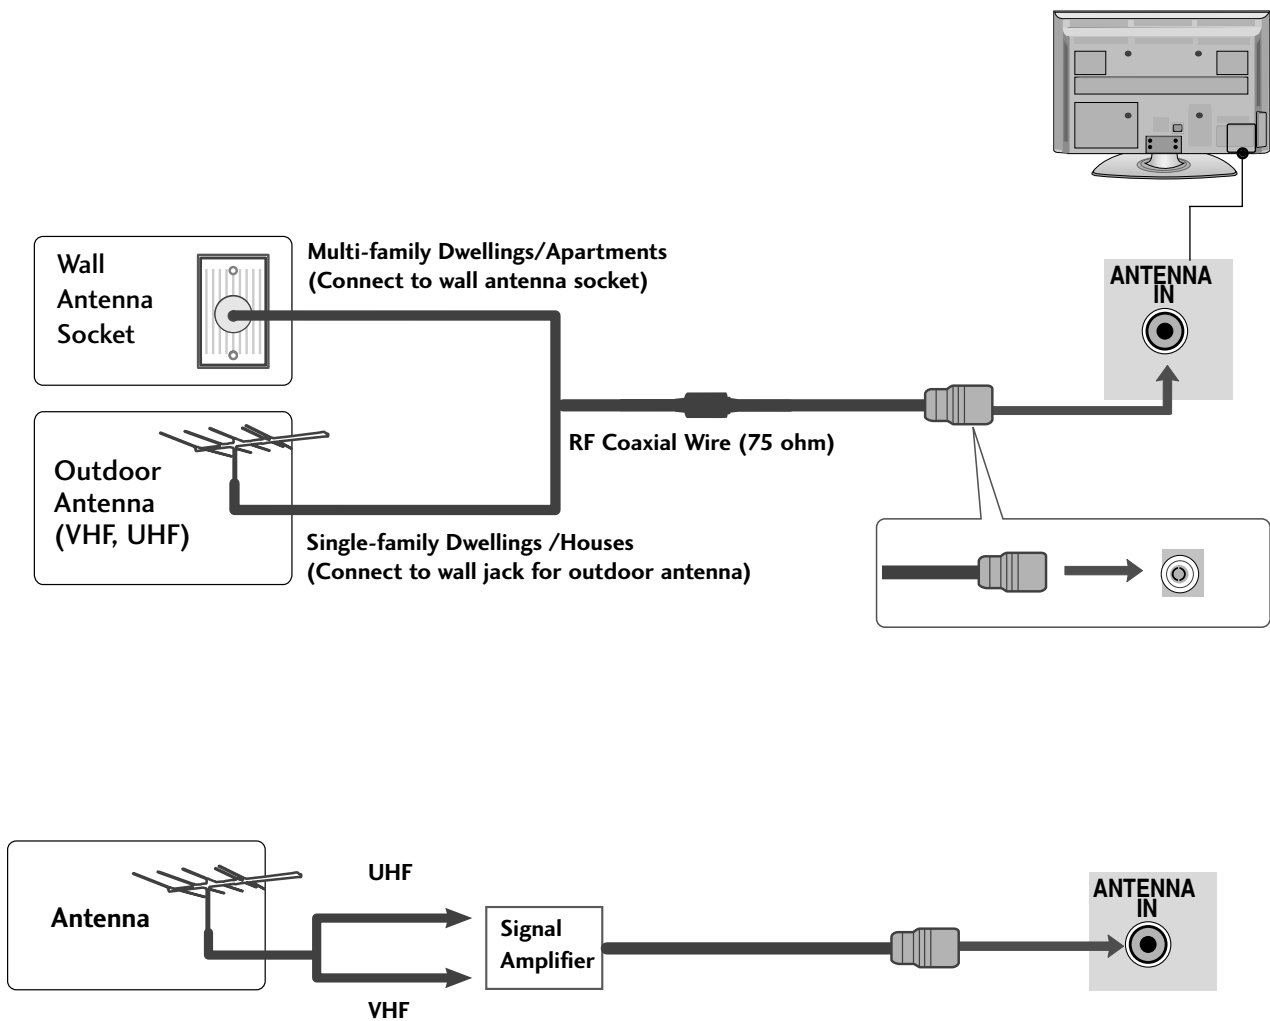 Wall
Antenna
Socket
Multi-family Dwellings/Apartments
(Connect to wall antenna socket)
ANTENNA
IN
RF Coaxial Wire (75 ohm)
Outdoor
Antenna
(VHF, UHF)
Single-family Dwellings /Houses
(Connect to wall jack for outdoor antenna)
Antenna
UHF
VHF
Signal
Amplifier
ANTENNA
IN